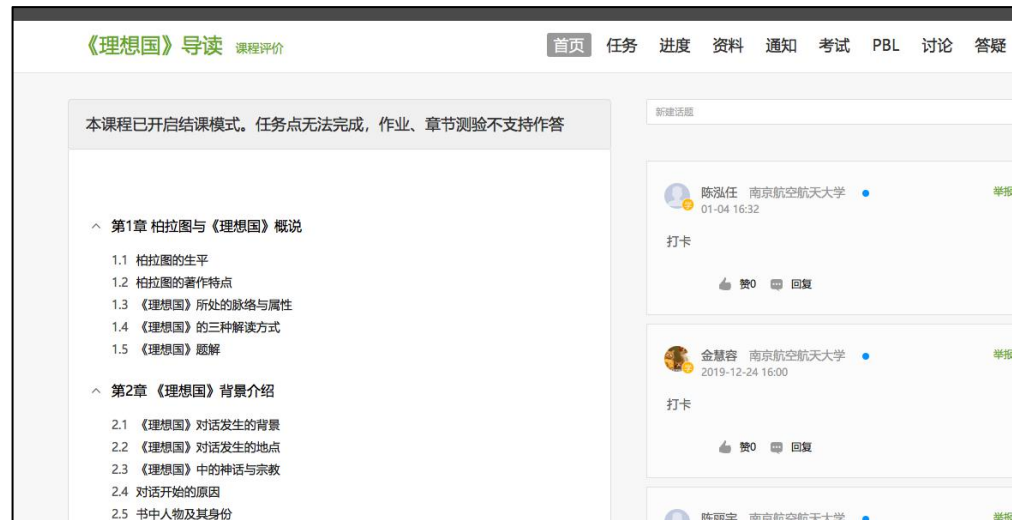 《理想国》导读 课程评价
首页 任务 进度 资料 通知 考试 PBL 讨论 答疑
本课程已开启结课模式。任务点无法完成，作业、章节测验不支持作答
第1章 柏拉图与《理想国》概说
1.1 柏拉图的生平
1.2 柏拉图的著作特点
1.3 《理想国》所处的脉络与属性
1.4 《理想国》的三种解读方式
1.5 《理想国》题解
第2章 《理想国》背景介绍
2.1 《理想国》对话发生的背景
2.2 《理想国》对话发生的地点
2.3 《理想国》中的神话与宗教
2.4 对话开始的原因
2.5 书中人物及其身份
新建话题
陈泓任 南京航空航天大学 举报
01-04 16:32
打卡
赞0 回复
金慧容 南京航空航天大学 举报
2019-12-24 16:00
打卡
赞0 回复
南京航空航天大学 举报